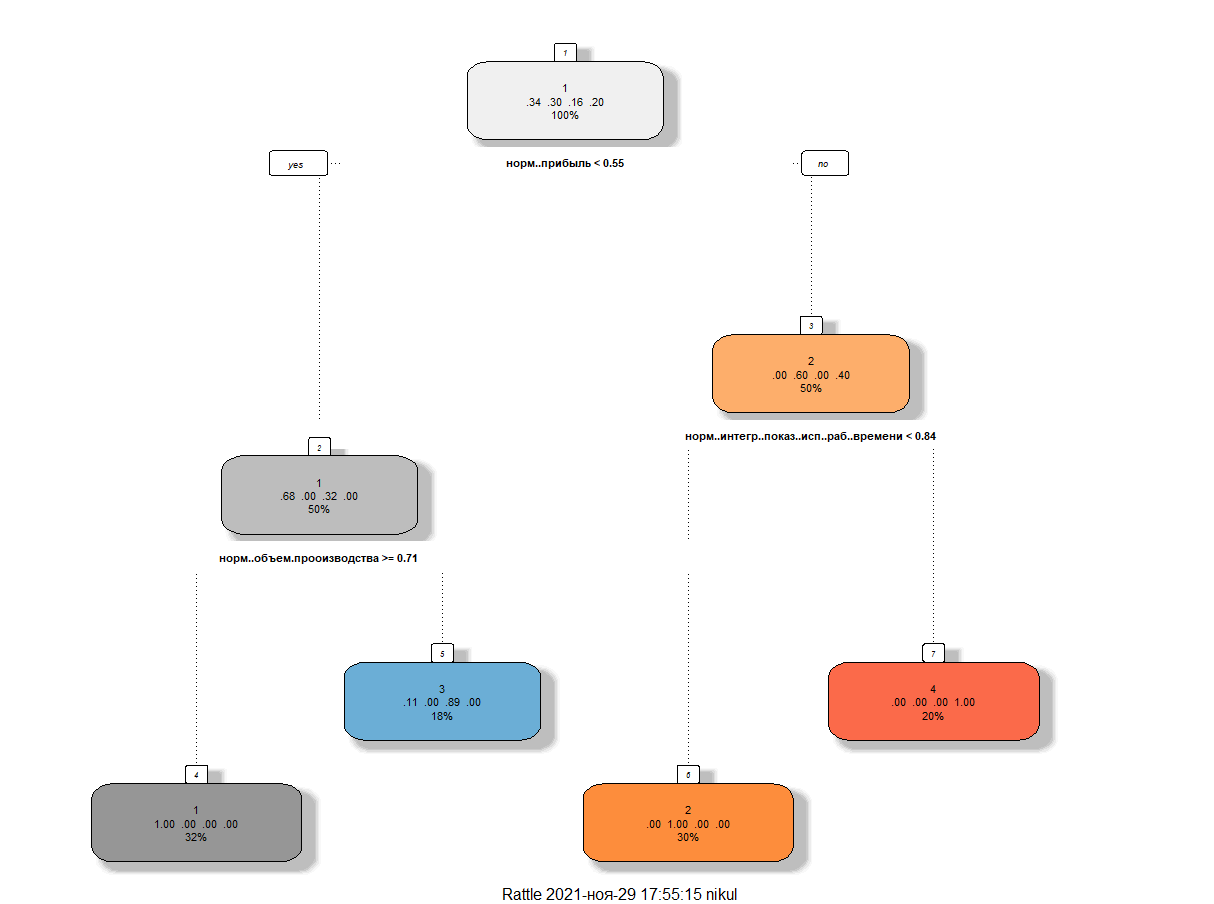 1
1
.34 .30 .16 .20
100%
yes
норм..прибыль < 0.55
no
3
2
.00 .60 .00 .40
50%
норм..интегр..показ..исп..раб..времени < 0.84
2
1
.68 .00 .32 .00
50%
норм..объем.прооизводства >= 0.71
5
3
.11 .00 .89 .00
18%
7
4
.00 .00 .00 1.00
20%
4
1
1.00 .00 .00 .00
32%
6
2
.00 1.00 .00 .00
30%
Rattle 2021-ноя-29 17:55:15 nikul